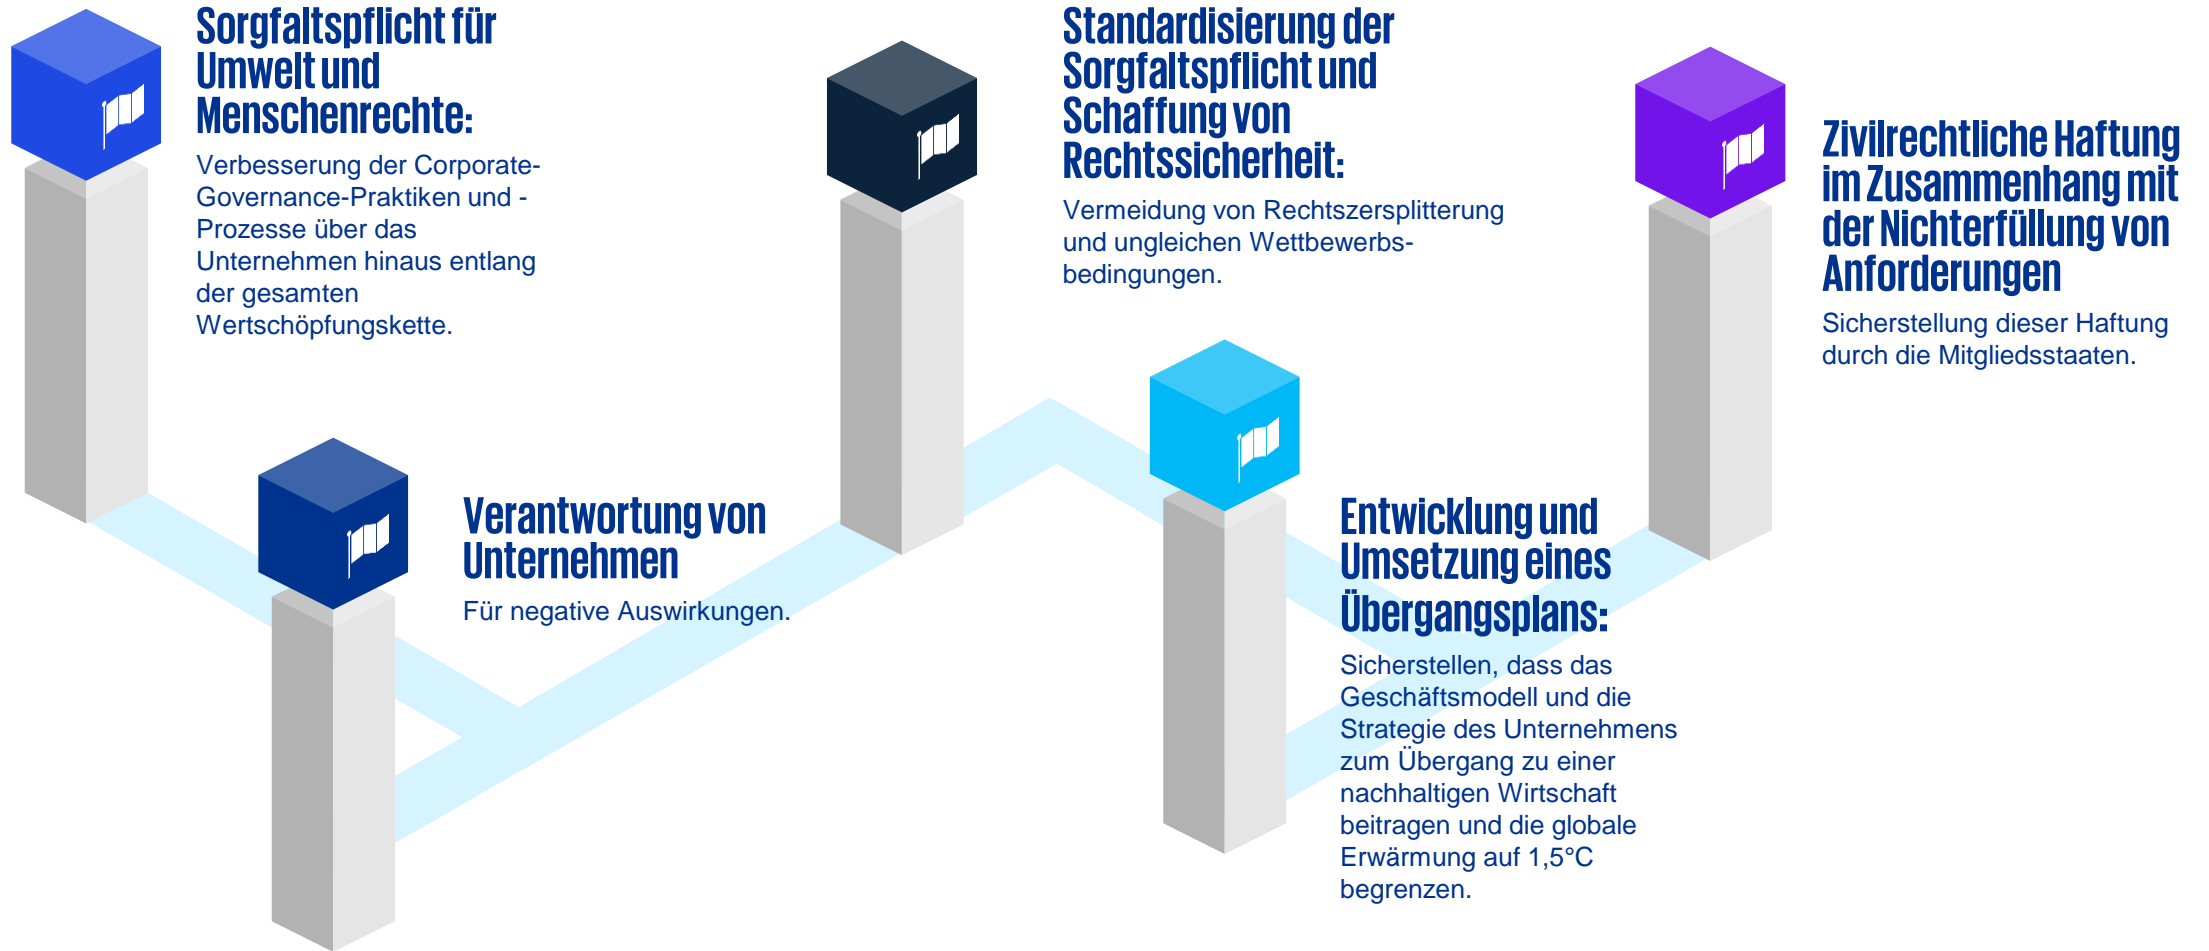 Sorgfaltspflicht für
Umwelt und
Menschenrechte:
Verbesserung der Corporate-
Governance-Praktiken und -
Prozesse über das
Unternehmen hinaus entlang
der gesamten
Wertschöpfungskette.
Verantwortung von
Unternehmen
Für negative Auswirkungen.
Standardisierung der
Sorgfaltspflicht und
Schaffung von
Rechtssicherheit:
Vermeidung von Rechtszersplitterung
und ungleichen Wettbewerbs-
bedingungen.
Entwicklung und
Umsetzung eines
Übergangsplans:
Sicherstellen, dass das
Geschäftsmodell und die
Strategie des Unternehmens
zum Übergang zu einer
nachhaltigen Wirtschaft
beitragen und die globale
Erwärmung auf 1,5°C
begrenzen.
Zivilrechtliche Haftung
im Zusammenhang mit
der Nichterfüllung von
Anforderungen
Sicherstellung dieser Haftung
durch die Mitgliedsstaaten.